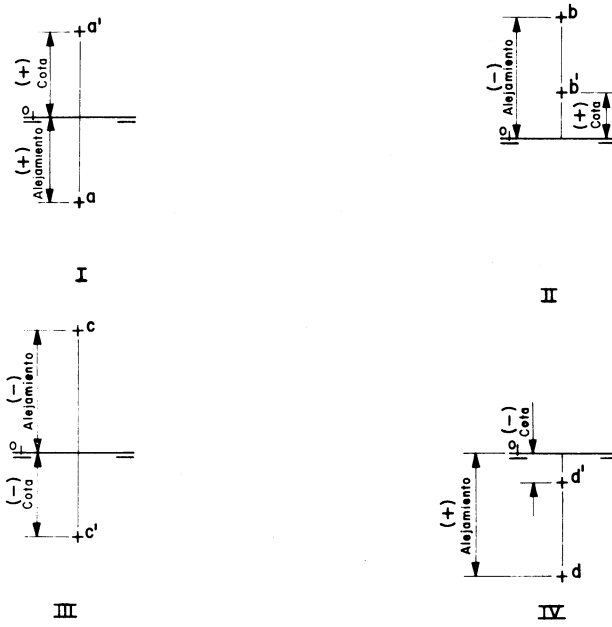 a'
(+)
Cota
o
(+)
Alejamiento
a
I
b
(-)
Alejamiento
b'
(+)
Cota
o
II
c
(-)
Alejamiento
o
(-)
Cota
c'
III
(-)
Cota
o
d'
(+)
Alejamiento
d
IV